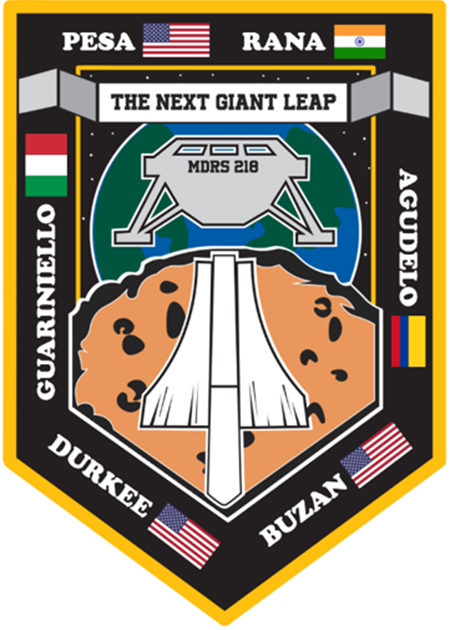 PESA
RANA
THE NEXT GIANT LEAP
MDRS 218
GUARINIELLO
AGUDELO
DURKEE
BUZAN